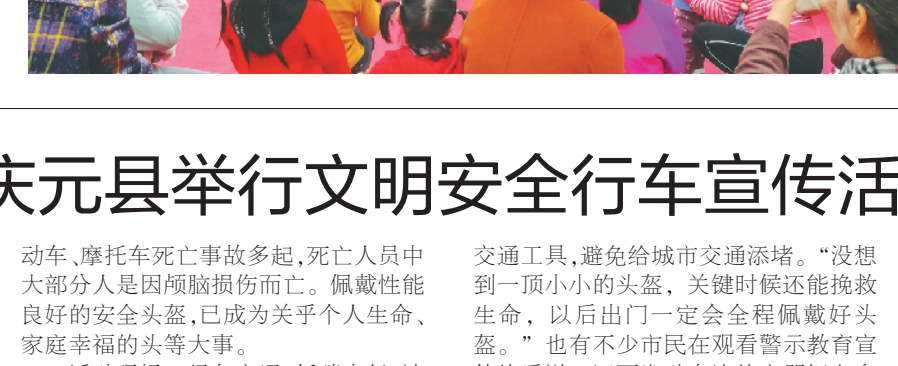 庆元县举行文明安全行车宣传活
动车、摩托车死亡事故多起,死亡人员中
大部分人是因颅脑损伤而亡。佩戴性能
良好的安全头盔,已成为关乎个人生命、
家庭幸福的头等大事。
交通工具,避免给城市交通添堵。“没想
到一顶小小的头盔，关键时候还能挽救
生命，以后出门一定会全程佩戴好头
盔。”也有不少市民在观看警示教育宣